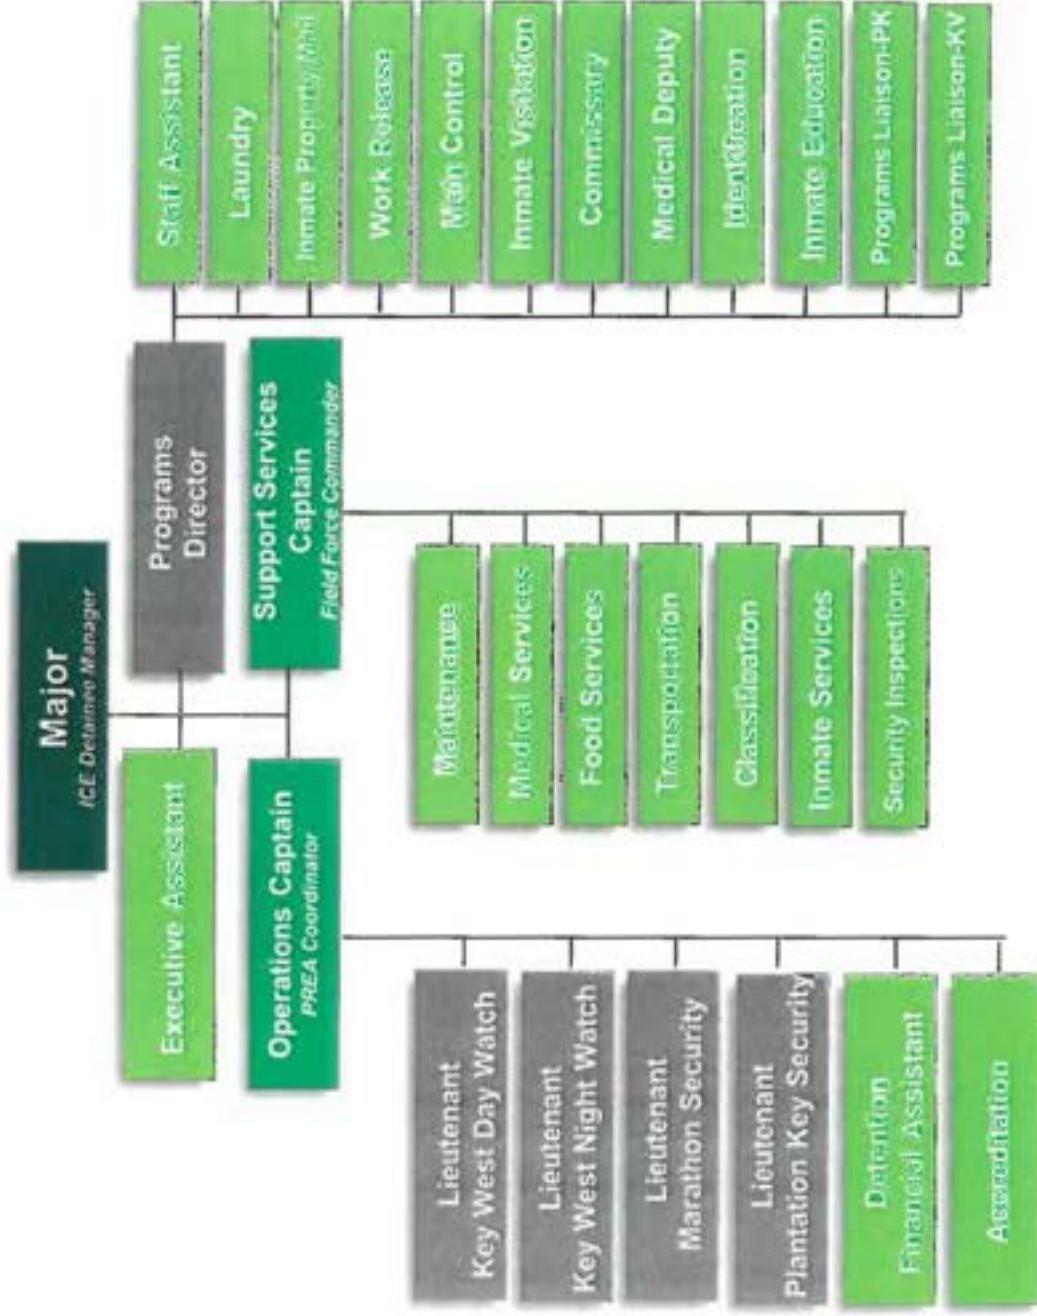 Major
ICE Detainee Manager
Executive Assistant
Programs
Director
Operations Captain
PREA Coordinator
Support Services
Captain
Field Force Commander
Lieutenant
Key West Day Watch
Lieutenant
Key West Night Watch
Lieutenant
Marathon Security
Lieutenant
Plantation Key Security
Detention
Financial Assistant
Accreditation
Maintenance
Medical Services
Food Services
Transportation
Classification
Inmate Services
Security Inspections
Staff Assistant
Laundry
Inmate Property/Mail
Work Release
Main Control
Inmate Visitation
Commissary
Medical Deputy
Identification
Inmate Education
Programs Liaison-PK
Programs Liaison-KV